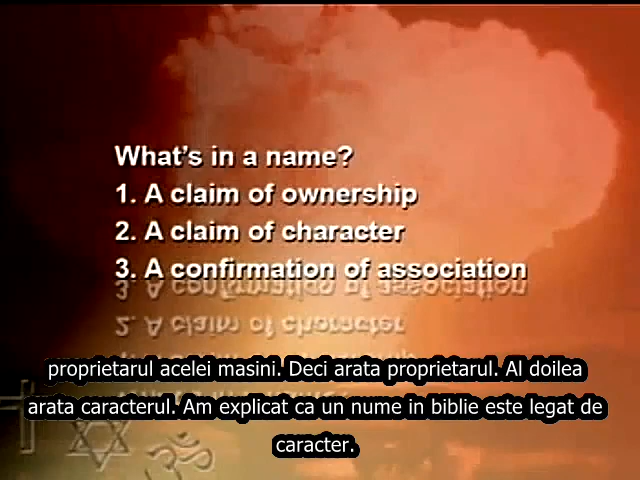 What's in a name?
1. A claim of ownership
2. A claim of character
3. A confirmation of association
proprietarul acelei masini. Deci arata proprietarul. Al doilea
arata caracterul. Am explicat ca un nume in biblie este legat de
caracter.